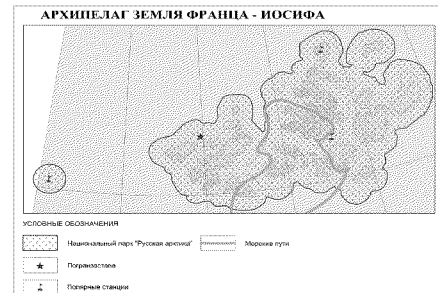 АРХИПЕЛАГ ЗЕМЛЯ ФРАНЦА - ИОСИФА
УСЛОВНЫЕ ОБОЗНАЧЕНИЯ
Национальный парк "Русская арктика"
Морские пути
Погранзастава
Полярные станции